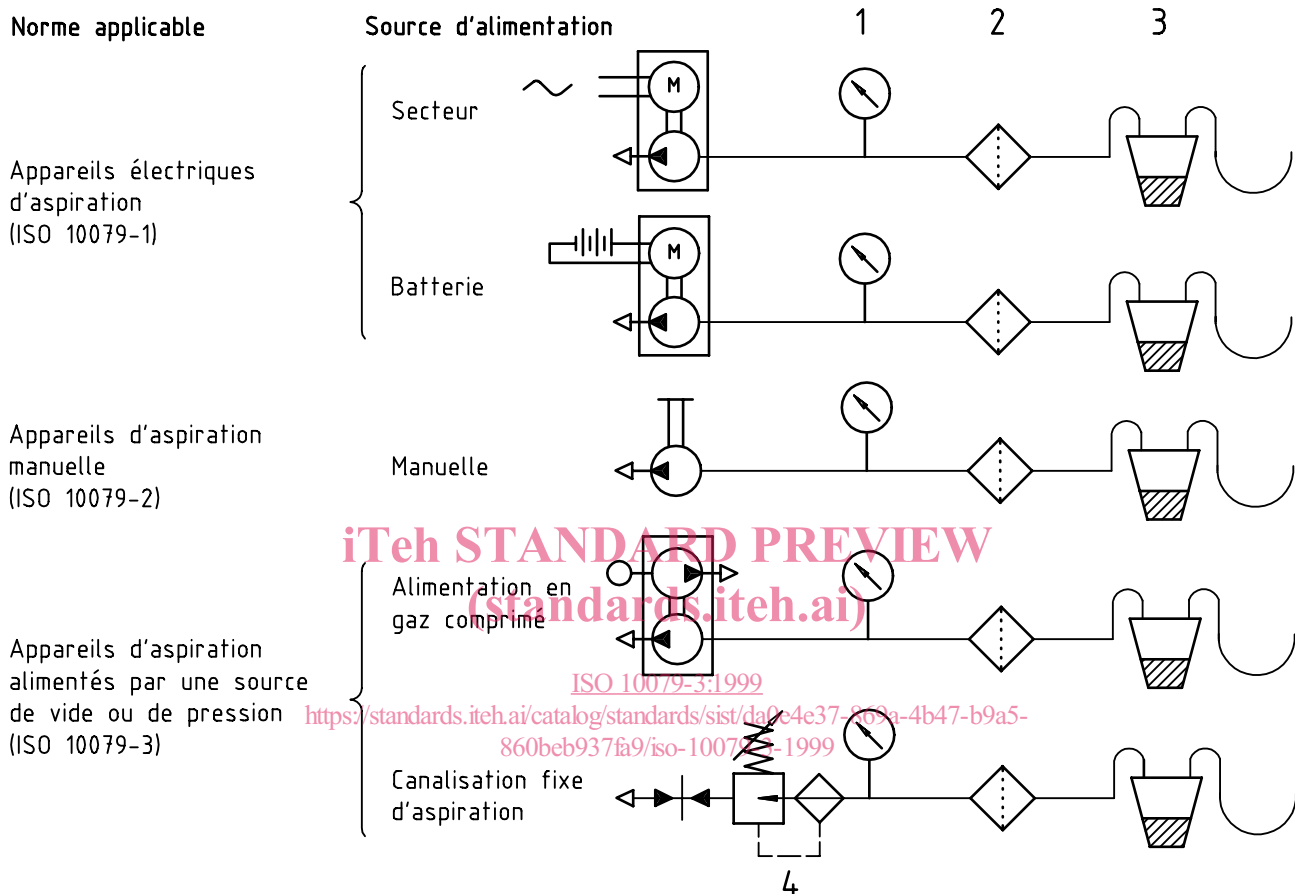 Norme applicable
Source d'alimentation
1
2
3
Secteur
M
Appareils électriques
d'aspiration
(ISO 10079-1)
M
Batterie
Appareils d'aspiration
manuelle
(ISO 10079-2)
Manuelle
iTeh STANDARD PREVIEW
(standards.iteh.ai)
Alimentation en
gaz comprimé
Appareils d'aspiration
alimentés par une source
de vide ou de pression
(ISO 10079-3)
ISO 10079-3:1999
https://standards.iteh.ai/catalog/standards/sist/da0e4e37-869a-4b47-b9a5-
860beb937fa9/iso-10079-3-1999
Canalisation fixe
d'aspiration
4